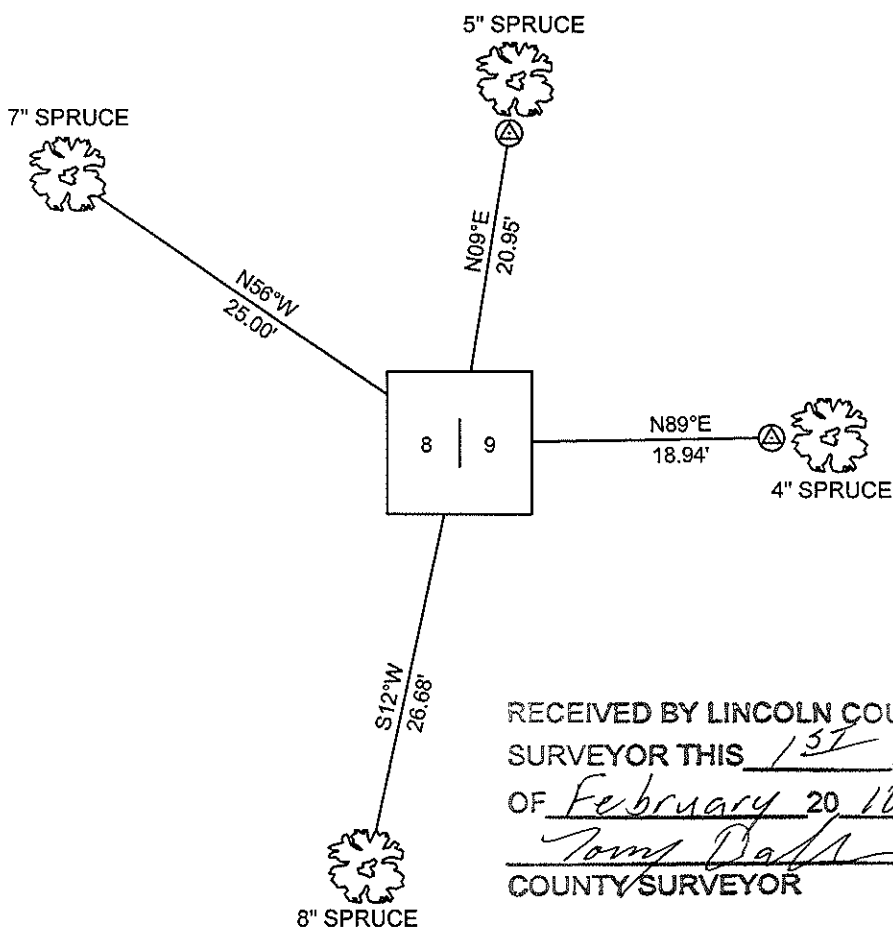 5" SPRUCE
7" SPRUCE
N09°E
20.95'
N56°W
25.00'
8 | 9
N89°E
18.94'
4" SPRUCE
S12°W
26.68'
8" SPRUCE
RECEIVED BY LINCOLN COU
SURVEYOR THIS 1ST
OF February 20
Tony
COUNTY SURVEYOR